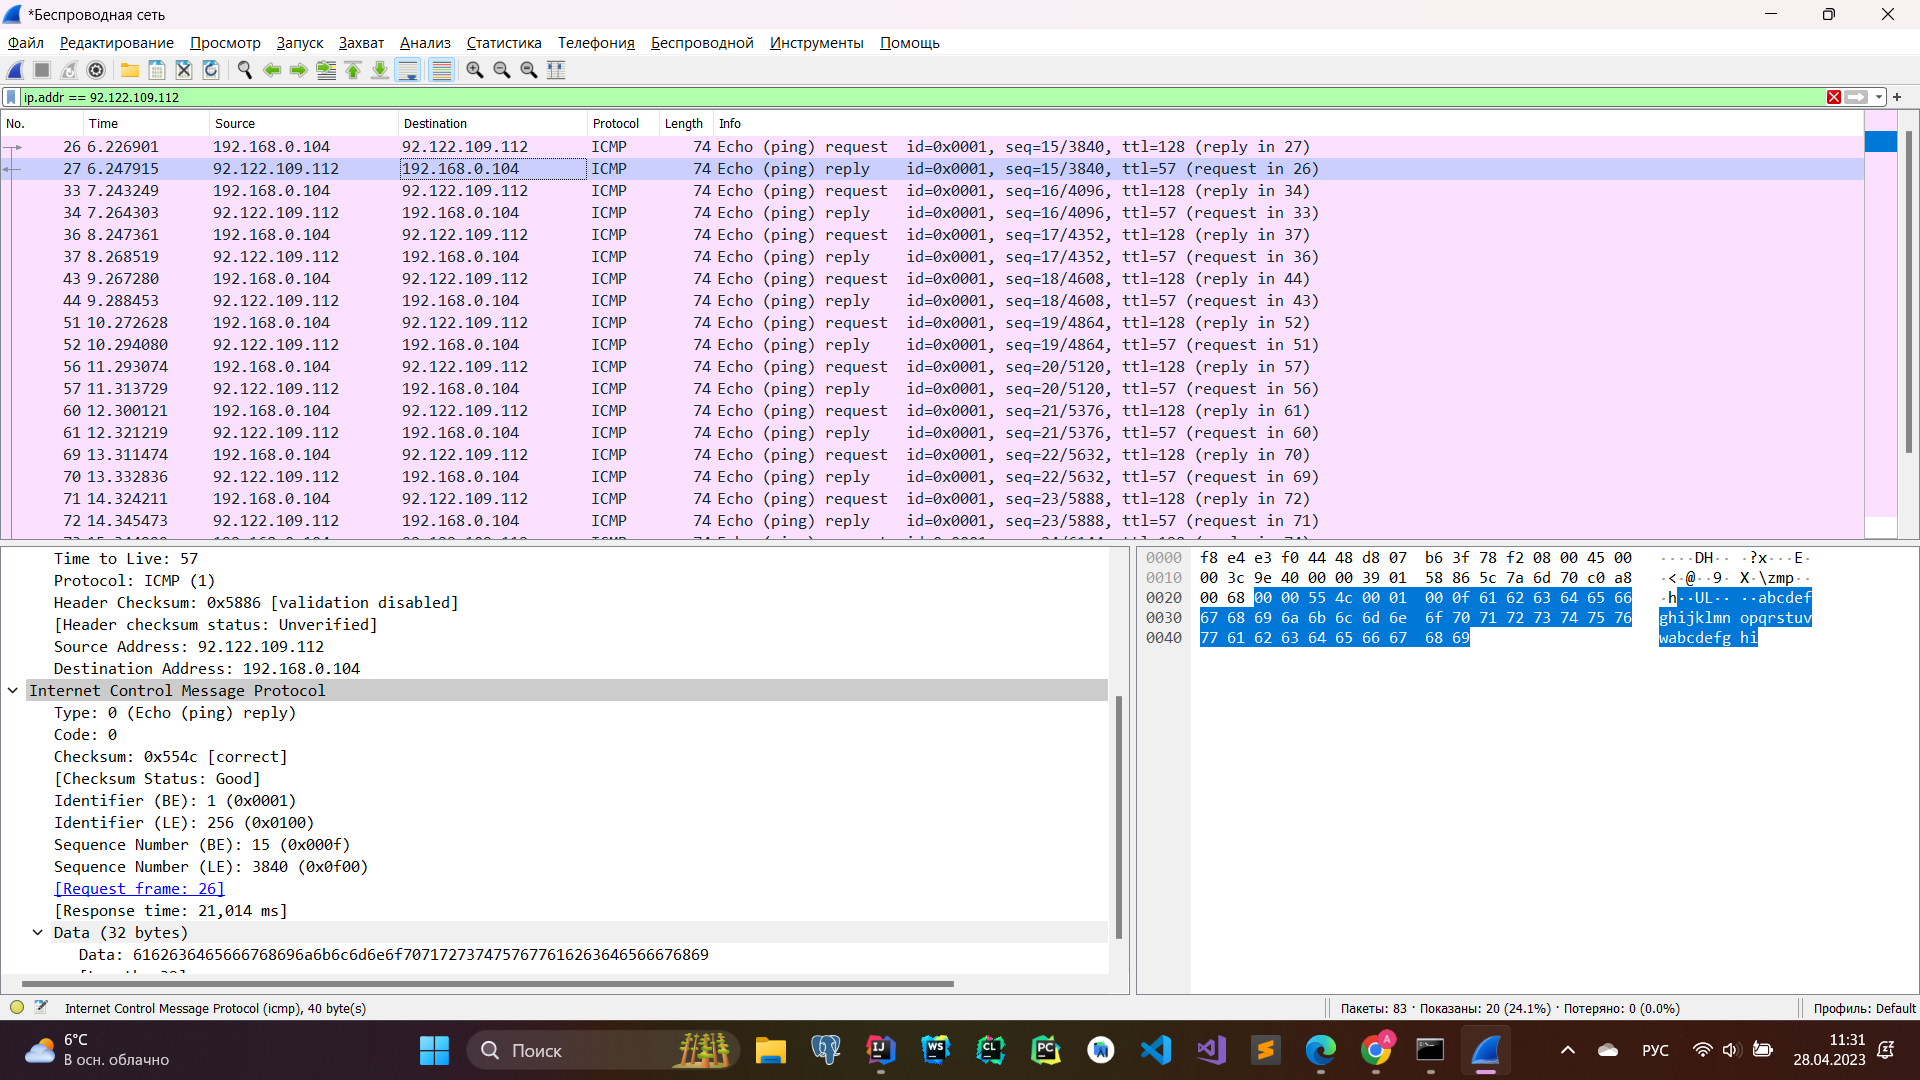 *Беспроводная сеть
Файл Редактирование Просмотр Запуск Захват Анализ Статистика Телефония Беспроводной Инструменты Помощь
ip.addr == 92.122.109.112
No. Time Source Destination Protocol Length Info
26 6.226901 192.168.0.104 92.122.109.112 ICMP 74 Echo (ping) request id=0x0001, seq=15/3840, ttl=128 (reply in 27)
27 6.247915 92.122.109.112 192.168.0.104 ICMP 74 Echo (ping) reply id=0x0001, seq=15/3840, ttl=57 (request in 26)
33 7.243249 192.168.0.104 92.122.109.112 ICMP 74 Echo (ping) request id=0x0001, seq=16/4096, ttl=128 (reply in 34)
34 7.264303 92.122.109.112 192.168.0.104 ICMP 74 Echo (ping) reply id=0x0001, seq=16/4096, ttl=57 (request in 33)
36 8.247361 192.168.0.104 92.122.109.112 ICMP 74 Echo (ping) request id=0x0001, seq=17/4352, ttl=128 (reply in 37)
37 8.268519 92.122.109.112 192.168.0.104 ICMP 74 Echo (ping) reply id=0x0001, seq=17/4352, ttl=57 (request in 36)
43 9.267280 192.168.0.104 92.122.109.112 ICMP 74 Echo (ping) request id=0x0001, seq=18/4608, ttl=128 (reply in 44)
44 9.288453 92.122.109.112 192.168.0.104 ICMP 74 Echo (ping) reply id=0x0001, seq=18/4608, ttl=57 (request in 43)
51 10.272628 192.168.0.104 92.122.109.112 ICMP 74 Echo (ping) request id=0x0001, seq=19/4864, ttl=128 (reply in 52)
52 10.294080 92.122.109.112 192.168.0.104 ICMP 74 Echo (ping) reply id=0x0001, seq=19/4864, ttl=57 (request in 51)
56 11.293074 192.168.0.104 92.122.109.112 ICMP 74 Echo (ping) request id=0x0001, seq=20/5120, ttl=128 (reply in 57)
57 11.313729 92.122.109.112 192.168.0.104 ICMP 74 Echo (ping) reply id=0x0001, seq=20/5120, ttl=57 (request in 56)
60 12.300121 192.168.0.104 92.122.109.112 ICMP 74 Echo (ping) request id=0x0001, seq=21/5376, ttl=128 (reply in 61)
61 12.321219 92.122.109.112 192.168.0.104 ICMP 74 Echo (ping) reply id=0x0001, seq=21/5376, ttl=57 (request in 60)
69 13.311474 192.168.0.104 92.122.109.112 ICMP 74 Echo (ping) request id=0x0001, seq=22/5632, ttl=128 (reply in 70)
70 13.332836 92.122.109.112 192.168.0.104 ICMP 74 Echo (ping) reply id=0x0001, seq=22/5632, ttl=57 (request in 69)
71 14.324211 192.168.0.104 92.122.109.112 ICMP 74 Echo (ping) request id=0x0001, seq=23/5888, ttl=128 (reply in 72)
72 14.345473 92.122.109.112 192.168.0.104 ICMP 74 Echo (ping) reply id=0x0001, seq=23/5888, ttl=57 (request in 71)
Time to Live: 57
Protocol: ICMP (1)
Header Checksum: 0x5886 [validation disabled]
[Header checksum status: Unverified]
Source Address: 92.122.109.112
Destination Address: 192.168.0.104
Internet Control Message Protocol
Type: 0 (Echo (ping) reply)
Code: 0
Checksum: 0x554c [correct]
[Checksum Status: Good]
Identifier (BE): 1 (0x0001)
Identifier (LE): 256 (0x0100)
Sequence Number (BE): 15 (0x000f)
Sequence Number (LE): 3840 (0x0f00)
[Request frame: 26]
[Response time: 21,014 ms]
Data (32 bytes)
Data: 6162636465666768696a6b6c6d6e6f7071727374757677616263646566676869
0000 f8 e4 e3 f0 44 48 d8 07 b6 3f 78 f2 08 00 45 00 ····DH·· ·?x···E·
0010 00 3c 9e 40 00 00 39 01 58 86 5c 7a 6d 70 c0 a8 ·<·@··9· X·\zmp··
0020 00 68 00 00 55 4c 00 01 00 0f 61 62 63 64 65 66 ·h··UL·· ··abcdef
0030 67 68 69 6a 6b 6c 6d 6e 6f 70 71 72 73 74 75 76 ghijklmn opqrstuv
0040 77 61 62 63 64 65 66 67 68 69 wabcdefg hi
Internet Control Message Protocol (icmp), 40 byte(s)
Пакеты: 83 · Показаны: 20 (24.1%) · Потеряно: 0 (0.0%)
Профиль: Default
6°C
В осн. облачно
Поиск
IJ WS CL PC
A
РУС
11:31
28.04.2023